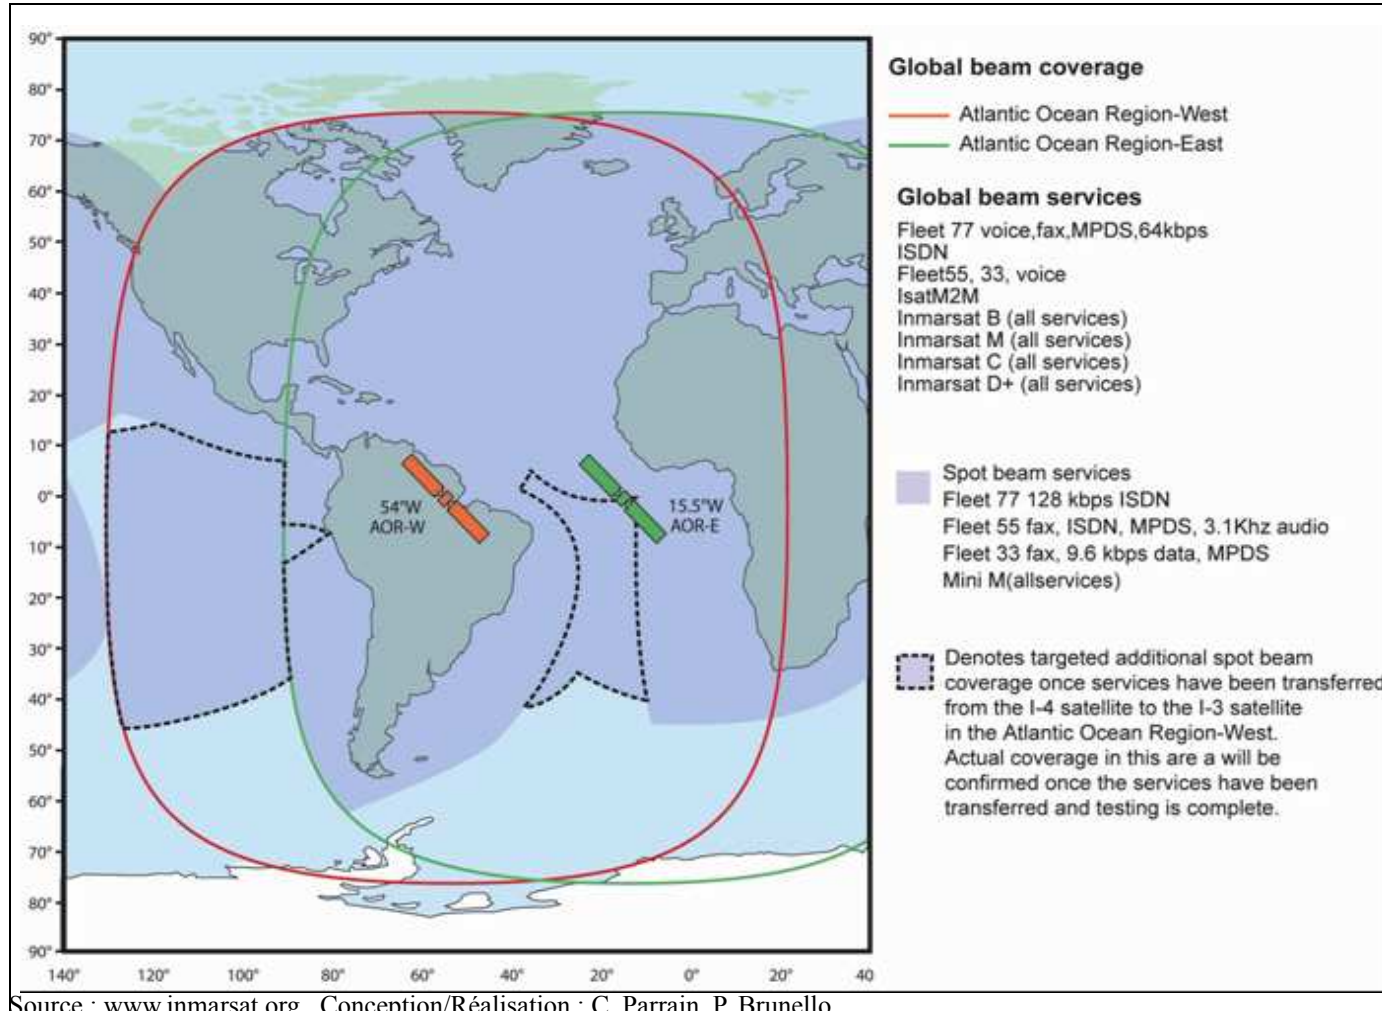 90°
80°
70°
60°
50°
40°
30°
20°
10°
0°
10°
20°
30°
40°
50°
60°
70°
80°
90°
140°
120°
100°
80°
60°
40°
20°
0°
20°
40
54°W
AOR-W
15.5°W
AOR-E
Global beam coverage
Atlantic Ocean Region-West
Atlantic Ocean Region-East
Global beam services
Fleet 77 voice,fax,MPDS,64kbps
ISDN
Fleet55, 33, voice
IsatM2M
Inmarsat B (all services)
Inmarsat M (all services)
Inmarsat C (all services)
Inmarsat D+ (all services)
Spot beam services
Fleet 77 128 kbps ISDN
Fleet 55 fax, ISDN, MPDS, 3.1Khz audio
Fleet 33 fax, 9.6 kbps data, MPDS
Mini M(allservices)
Denotes targeted additional spot beam
coverage once services have been transferred
from the I-4 satellite to the I-3 satellite
in the Atlantic Ocean Region-West.
Actual coverage in this are a will be
confirmed once the services have been
transferred and testing is complete.
Source : www.inmarsat.org Conception/Réalisation : C. Parrain, P. Brunello